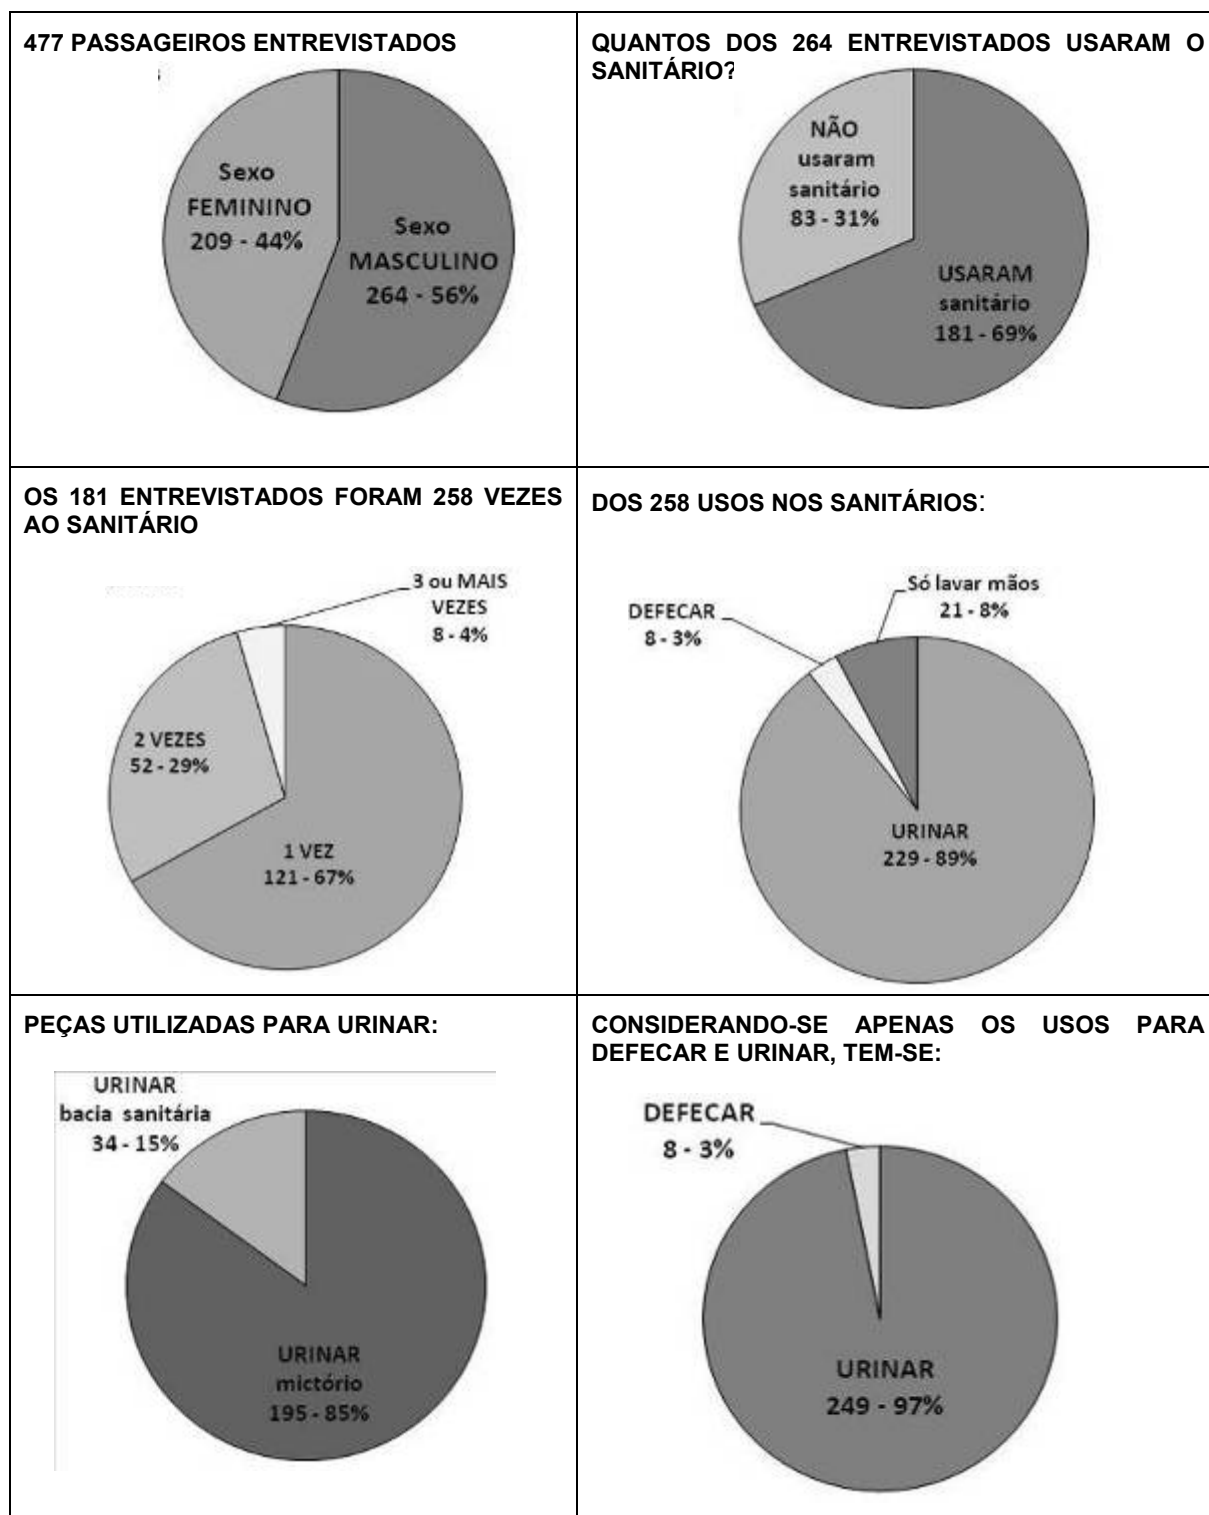 477 PASSAGEIROS ENTREVISTADOS
Sexo
FEMININO
209 - 44%
Sexo
MASCULINO
264 - 56%
QUANTOS DOS 264 ENTREVISTADOS USARAM O
SANITÁRIO?
NÃO
usaram
sanitário
83 - 31%
USARAM
sanitário
181 - 69%
OS 181 ENTREVISTADOS FORAM 258 VEZES
AO SANITÁRIO
3 ou MAIS
VEZES
8 - 4%
2 VEZES
52 - 29%
1 VEZ
121 - 67%
DOS 258 USOS NOS SANITÁRIOS:
Só lavar mãos
21 - 8%
DEFECAR
8 - 3%
URINAR
229 - 89%
PEÇAS UTILIZADAS PARA URINAR:
URINAR
bacia sanitária
34 - 15%
URINAR
mictório
195 - 85%
CONSIDERANDO-SE APENAS OS USOS PARA
DEFECAR E URINAR, TEM-SE:
DEFECAR
8 - 3%
URINAR
249 - 97%